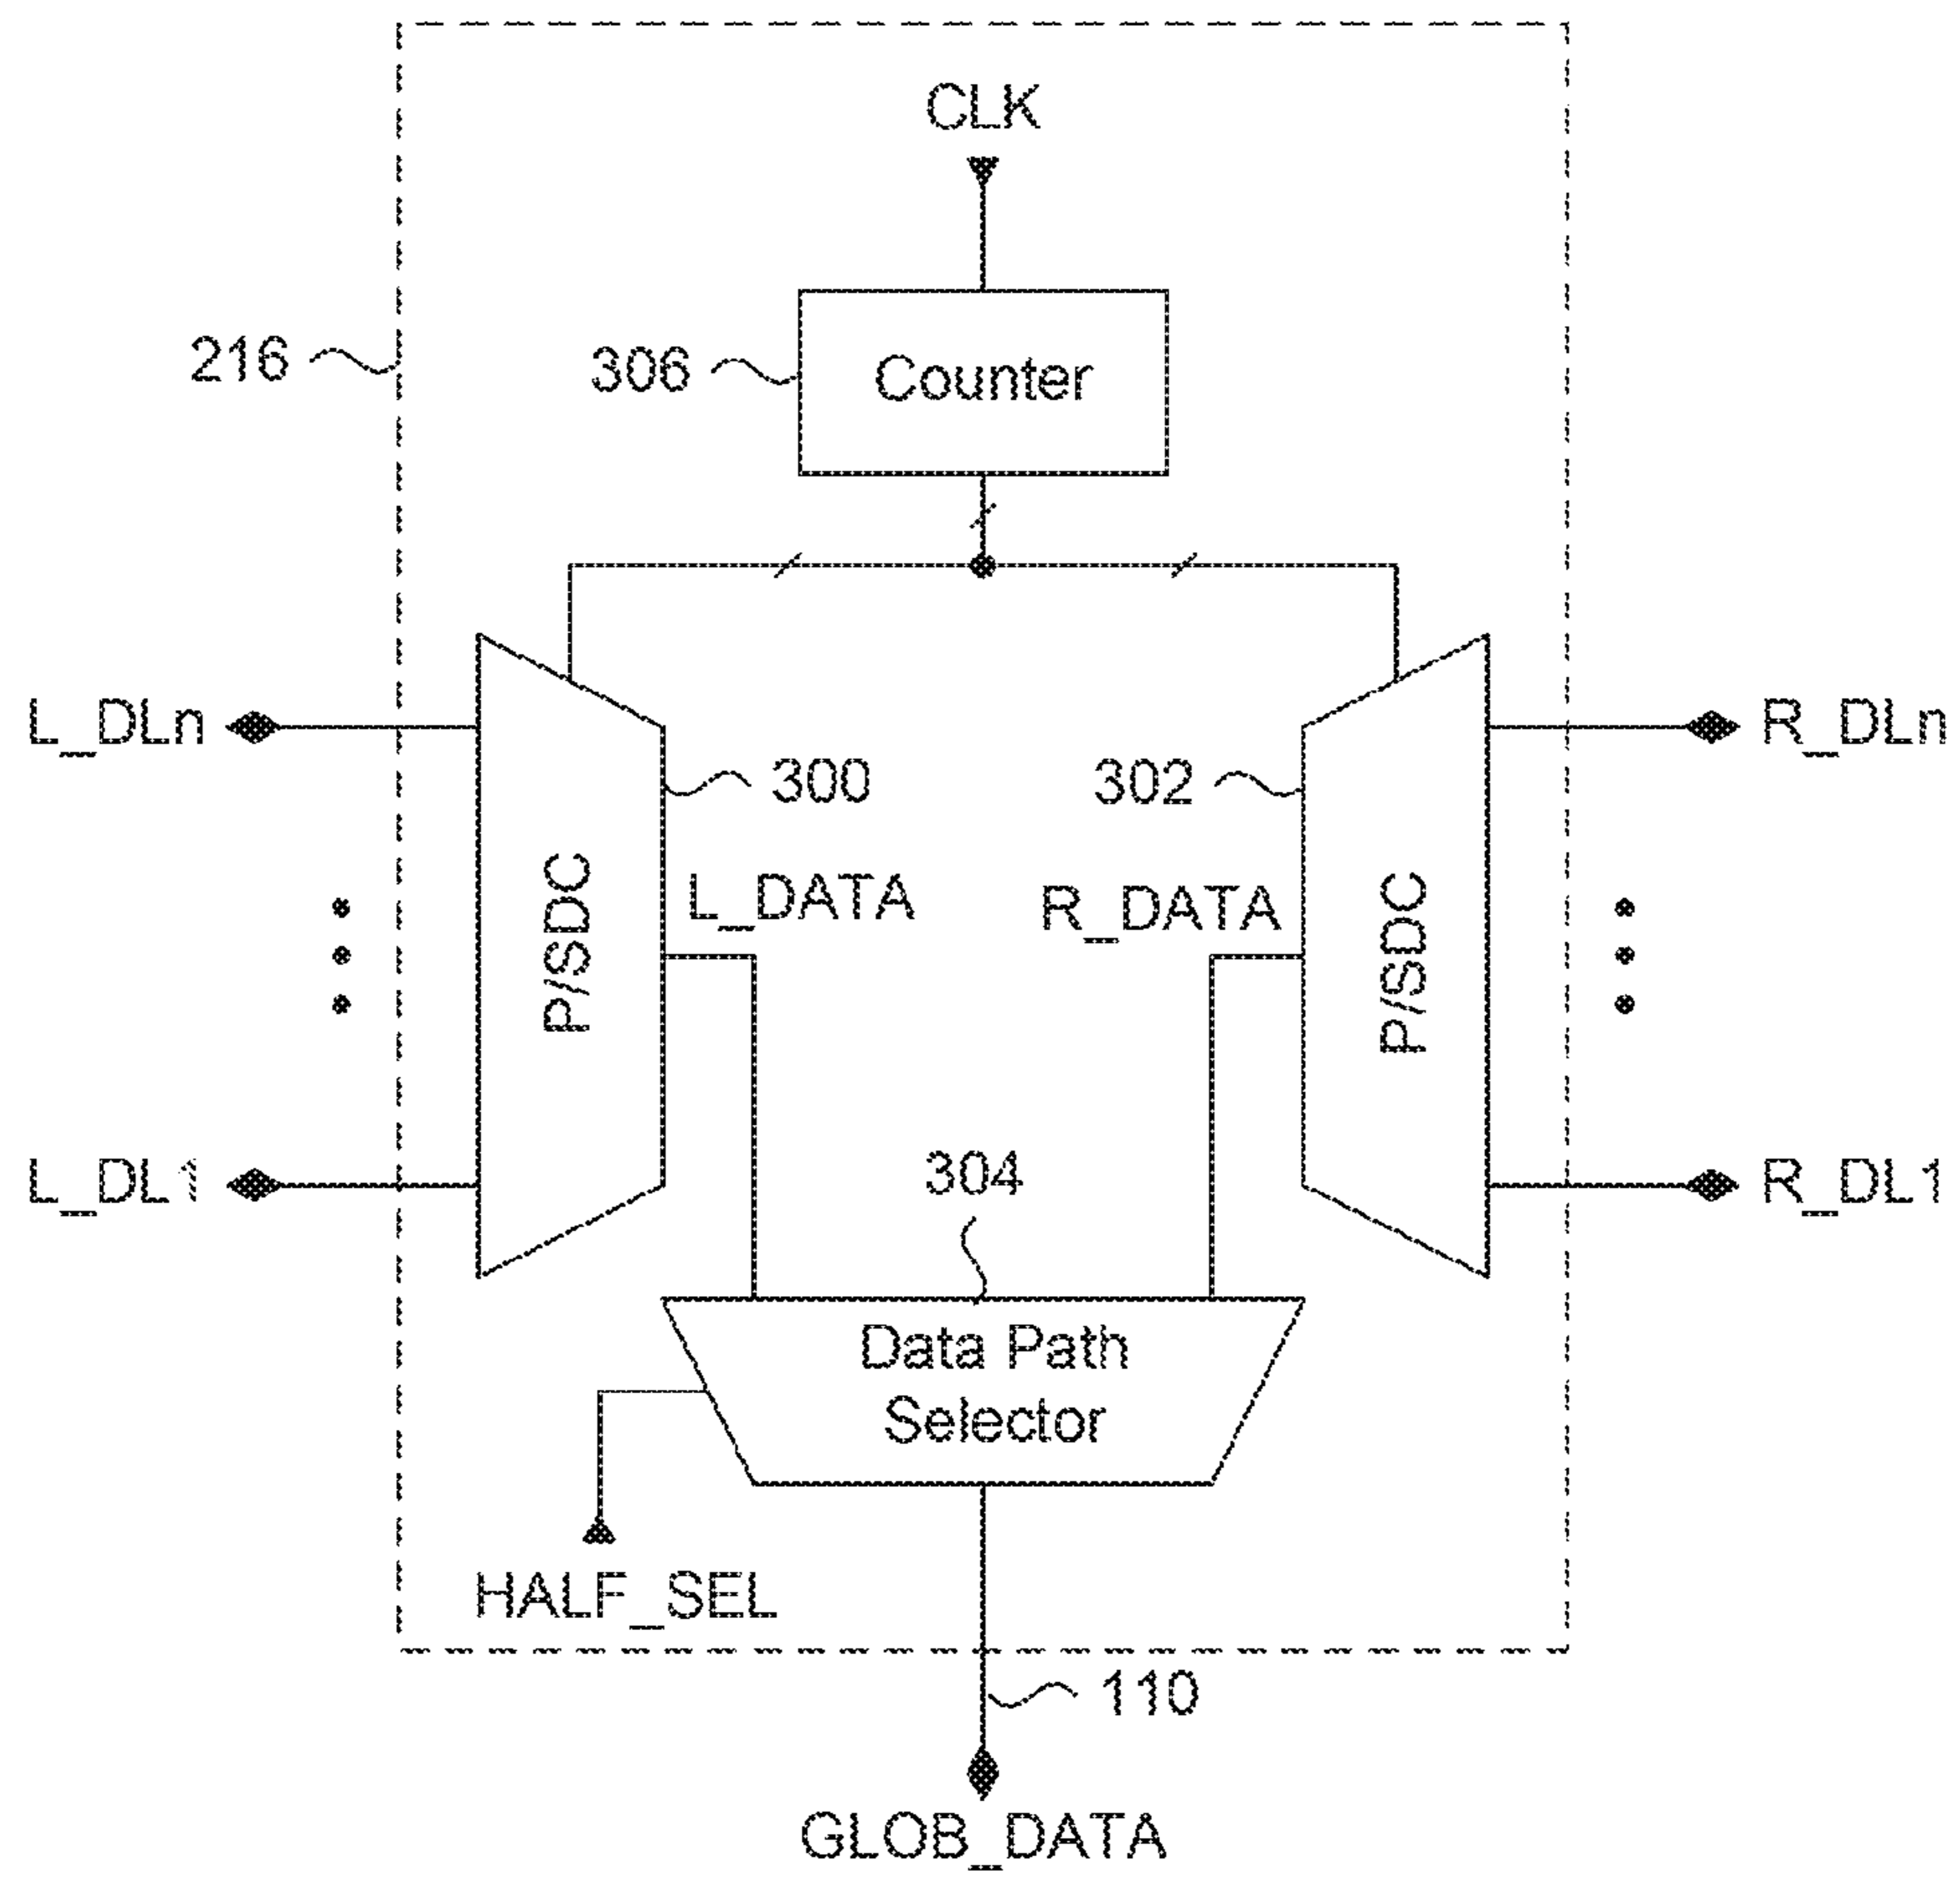 CLK
216
306
Counter
L_DLn
R_DLn
300
302
P/SDC
L_DATA
R_DATA
P/SDC
L_DL1
304
R_DL1
Data Path
Selector
HALF_SEL
110
GLOB_DATA